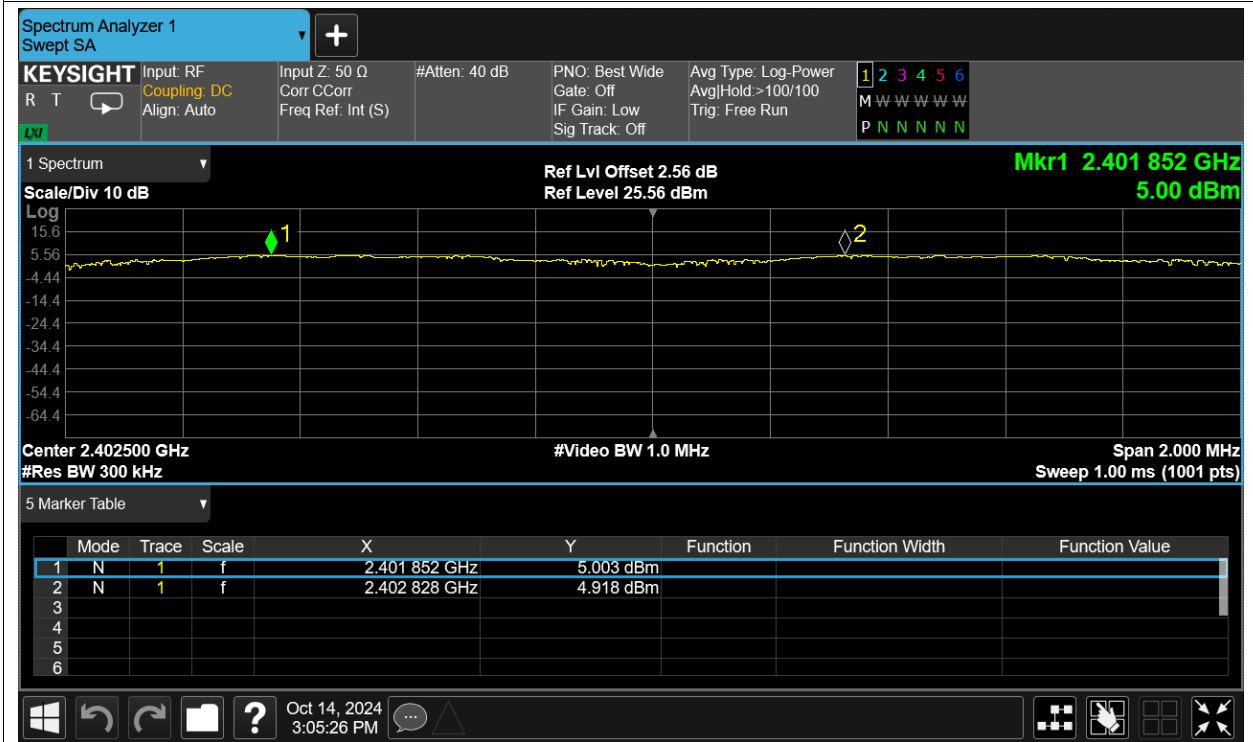 Spectrum Analyzer 1
Swept SA
+
KEYSIGHT
R T
LXI
Input: RF
Coupling: DC
Align: Auto
Input Z: 50 Ω
Corr CCorr
Freq Ref: Int (S)
#Atten: 40 dB
PNO: Best Wide
Gate: Off
IF Gain: Low
Sig Track: Off
Avg Type: Log-Power
Avg|Hold:>100/100
Trig: Free Run
1 2 3 4 5 6
M W W W W W
P N N N N N
1 Spectrum
Scale/Div 10 dB
Ref Lvl Offset 2.56 dB
Ref Level 25.56 dBm
Mkr1 2.401 852 GHz
5.00 dBm
Log
15.6
5.56
-4.44
-14.4
-24.4
-34.4
-44.4
-54.4
-64.4
1
2
Center 2.402500 GHz
#Res BW 300 kHz
#Video BW 1.0 MHz
Span 2.000 MHz
Sweep 1.00 ms (1001 pts)
5 Marker Table
Mode Trace Scale X Y Function Function Width Function Value
1 N 1 f 2.401 852 GHz 5.003 dBm
2 N 1 f 2.402 828 GHz 4.918 dBm
3
4
5
6
?
Oct 14, 2024
3:05:26 PM